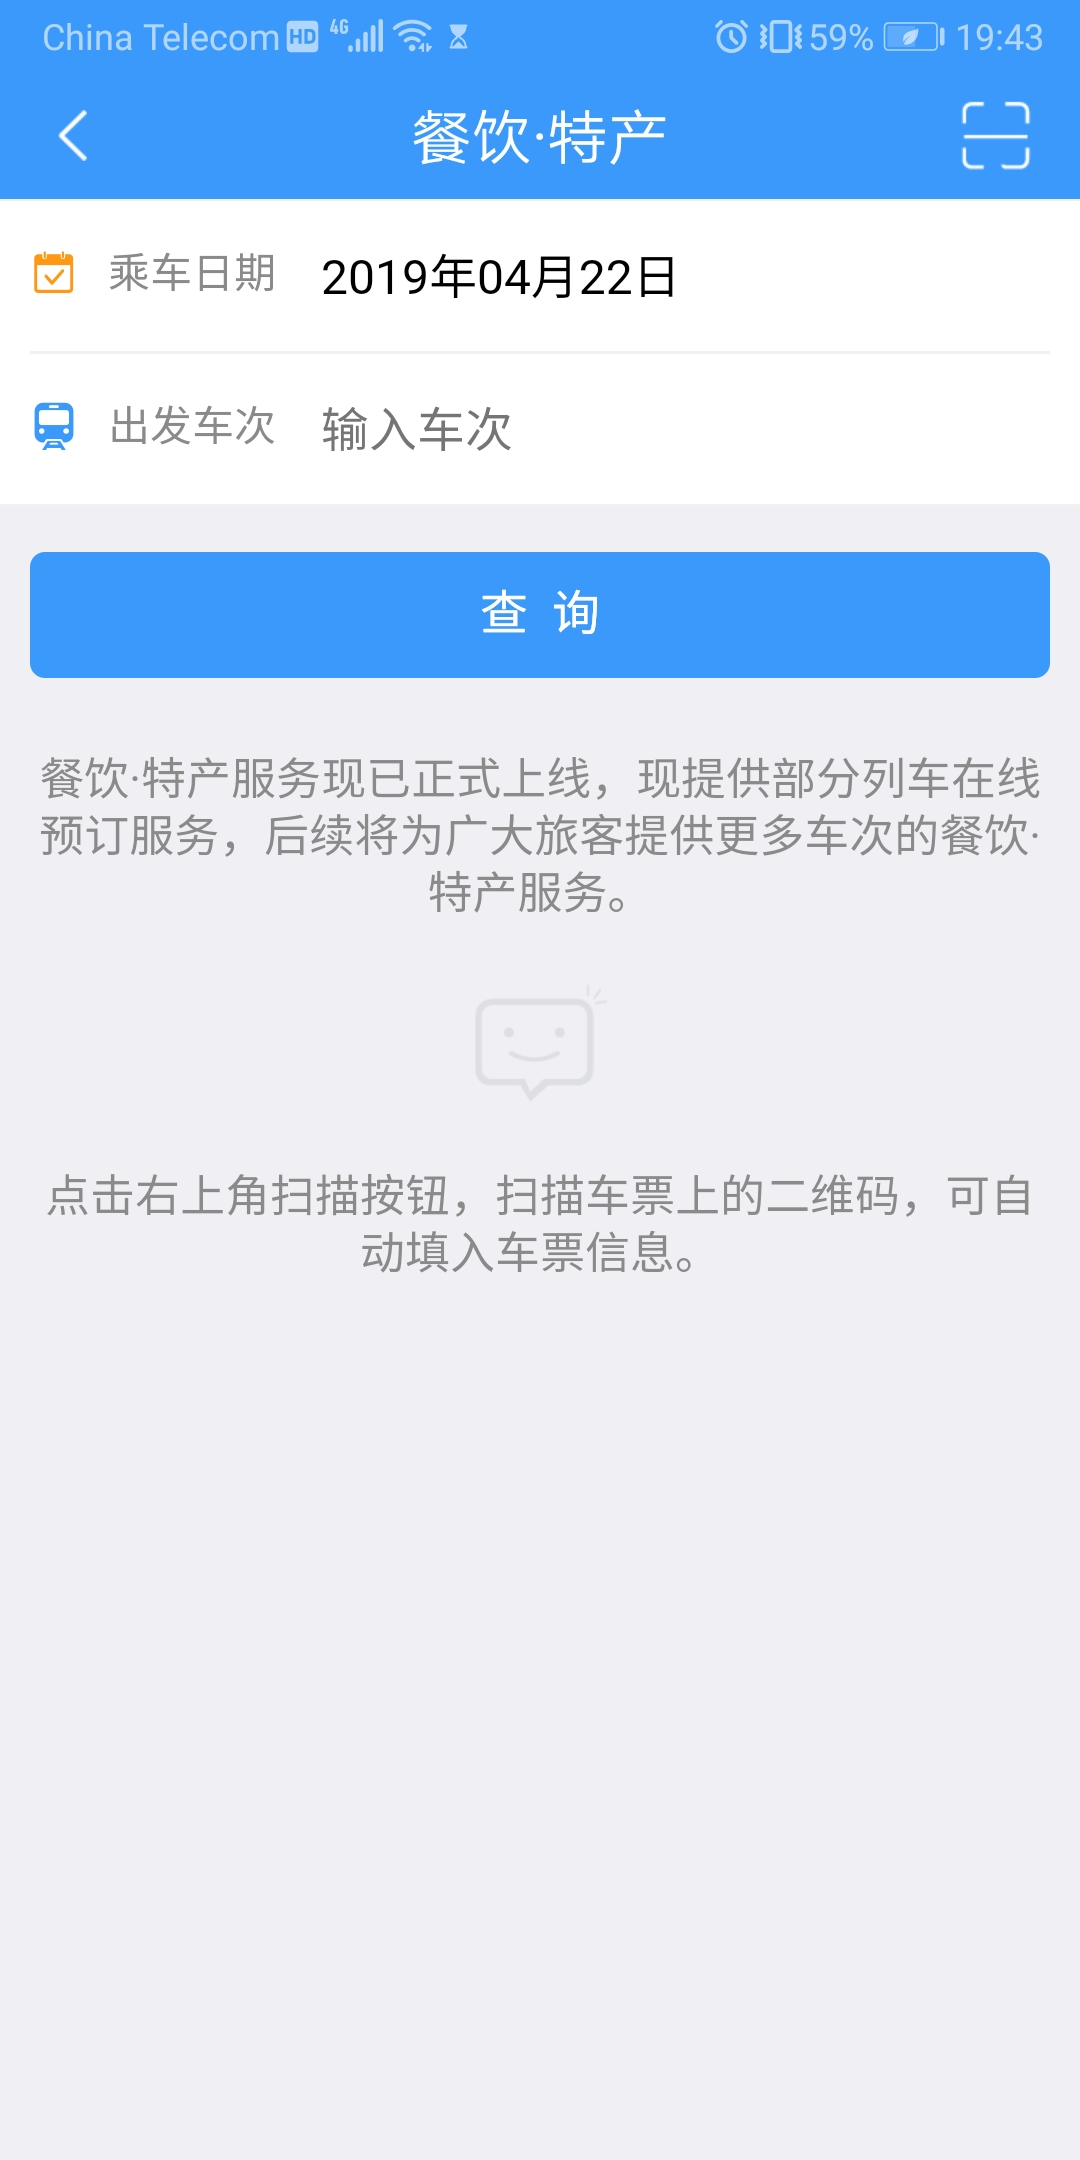 China Telecom HD 4G 59% 19:43
餐饮·特产
乘车日期 2019年04月22日
出发车次 输入车次
查 询
餐饮·特产服务现已正式上线，现提供部分列车在线
预订服务，后续将为广大旅客提供更多车次的餐饮·
特产服务。
点击右上角扫描按钮，扫描车票上的二维码，可自
动填入车票信息。